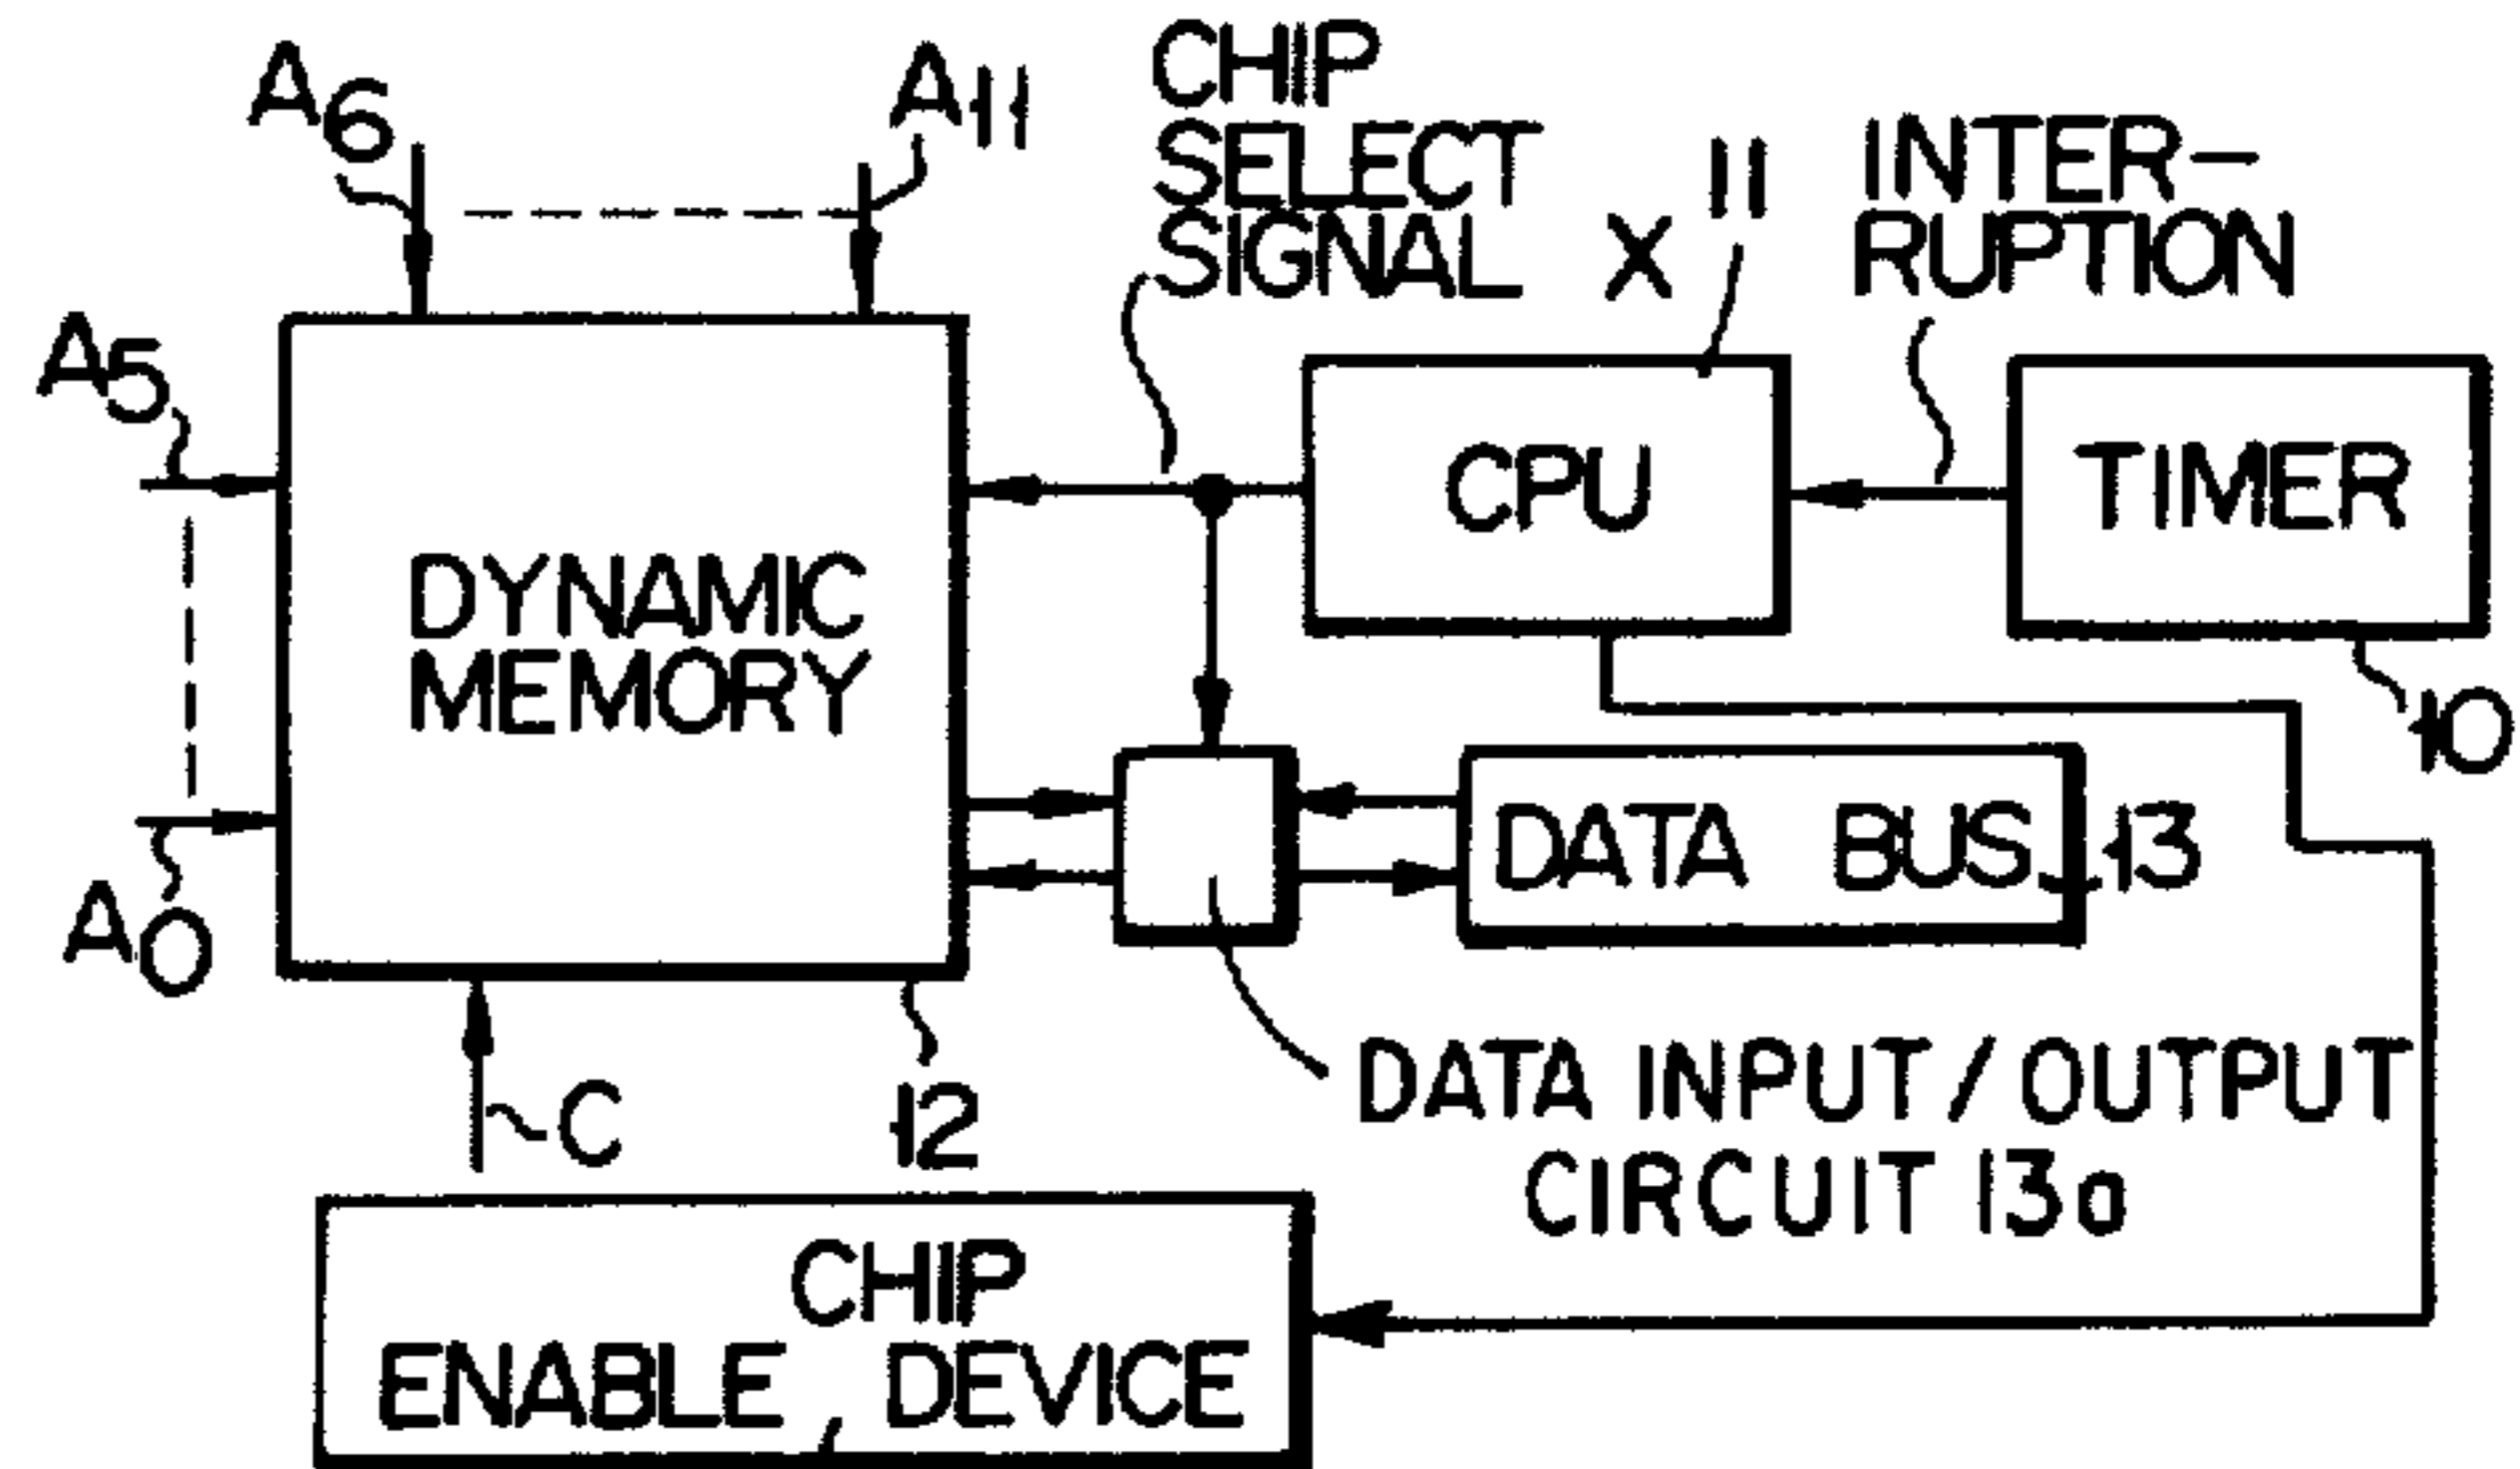 A6
A11
CHIP
SELECT
SIGNAL X
11
INTER-
RUPTION
A5
CPU
TIMER
DYNAMIC
MEMORY
10
DATA BUS 13
A0
DATA INPUT/OUTPUT
CIRCUIT 13a
C
12
CHIP
ENABLE DEVICE